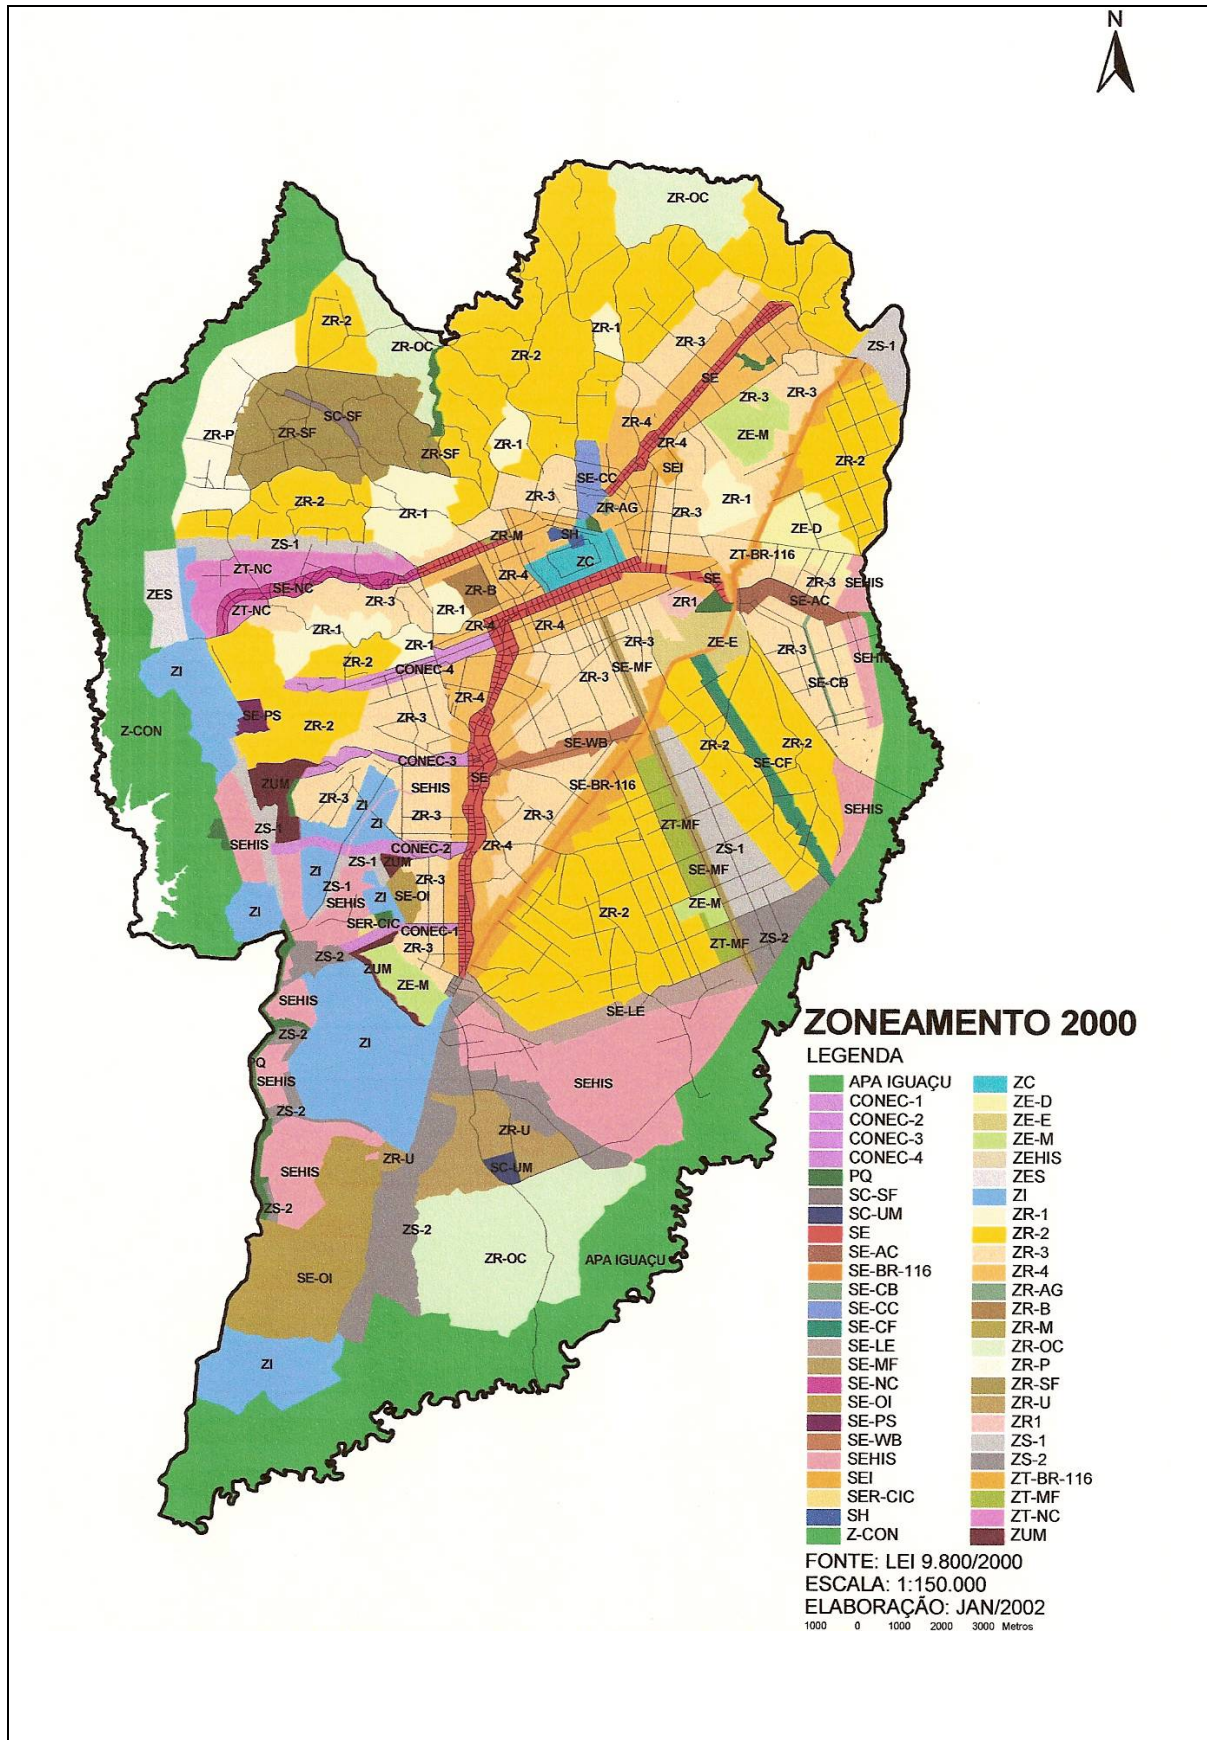 N
ZR-OC
ZR-2
ZR-OC
ZR-1
ZR-3
ZS-1
ZR-2
SE
ZR-3
ZR-3
SC-SF
ZR-4
ZR-P
ZR-SF
ZR-1
ZR-4
ZE-M
ZR-SF
SEI
ZR-2
SE-CC
ZR-3
ZR-1
ZR-2
ZR-1
ZR-AG
ZR-3
ZE-D
ZS-1
ZR-M
SH
ZC
ZT-BR-116
ZT-NC
ZR-4
SE
ZR-3
SEHIS
ZES
SE-NC
ZR-B
ZR-3
ZR1
SE-AC
ZT-NC
ZR-1
ZR-1
ZR-4
ZR-4
ZR-3
ZE-E
ZR-3
ZR-1
SEHIS
ZI
ZR-2
CONEC-4
SE-MF
ZR-3
SE-CB
ZR-4
SE-PS
ZR-2
ZR-3
Z-CON
SE-WB
ZR-2
ZR-2
CONEC-3
SE-CF
SE
ZUM
SEHIS
SE-BR-116
ZR-3
ZI
SEHIS
ZR-3
ZR-3
ZS-1
ZI
ZT-MF
SEHIS
CONEC-2
ZR-4
ZS-1
ZS-1
ZUM
ZI
SE-MF
ZR-3
ZS-1
ZI
SE-OI
SEHIS
ZE-M
ZI
ZR-2
SER-CIC
CONEC-1
ZS-2
ZT-MF
ZS-2
ZR-3
ZUM
ZE-M
SEHIS
SE-LE
ZS-2
ZI
PQ
SEHIS
SEHIS
ZS-2
ZR-U
ZR-U
SEHIS
SC-UM
ZS-2
ZS-2
ZR-OC
APA IGUAÇU
SE-OI
ZI
ZONEAMENTO 2000
LEGENDA
APA IGUAÇU
CONEC-1
CONEC-2
CONEC-3
CONEC-4
PQ
SC-SF
SC-UM
SE
SE-AC
SE-BR-116
SE-CB
SE-CC
SE-CF
SE-LE
SE-MF
SE-NC
SE-OI
SE-PS
SE-WB
SEHIS
SEI
SER-CIC
SH
Z-CON
ZC
ZE-D
ZE-E
ZE-M
ZEHIS
ZES
ZI
ZR-1
ZR-2
ZR-3
ZR-4
ZR-AG
ZR-B
ZR-M
ZR-OC
ZR-P
ZR-SF
ZR-U
ZR1
ZS-1
ZS-2
ZT-BR-116
ZT-MF
ZT-NC
ZUM
FONTE: LEI 9.800/2000
ESCALA: 1:150.000
ELABORAÇÃO: JAN/2002
1000 0 1000 2000 3000 Metros